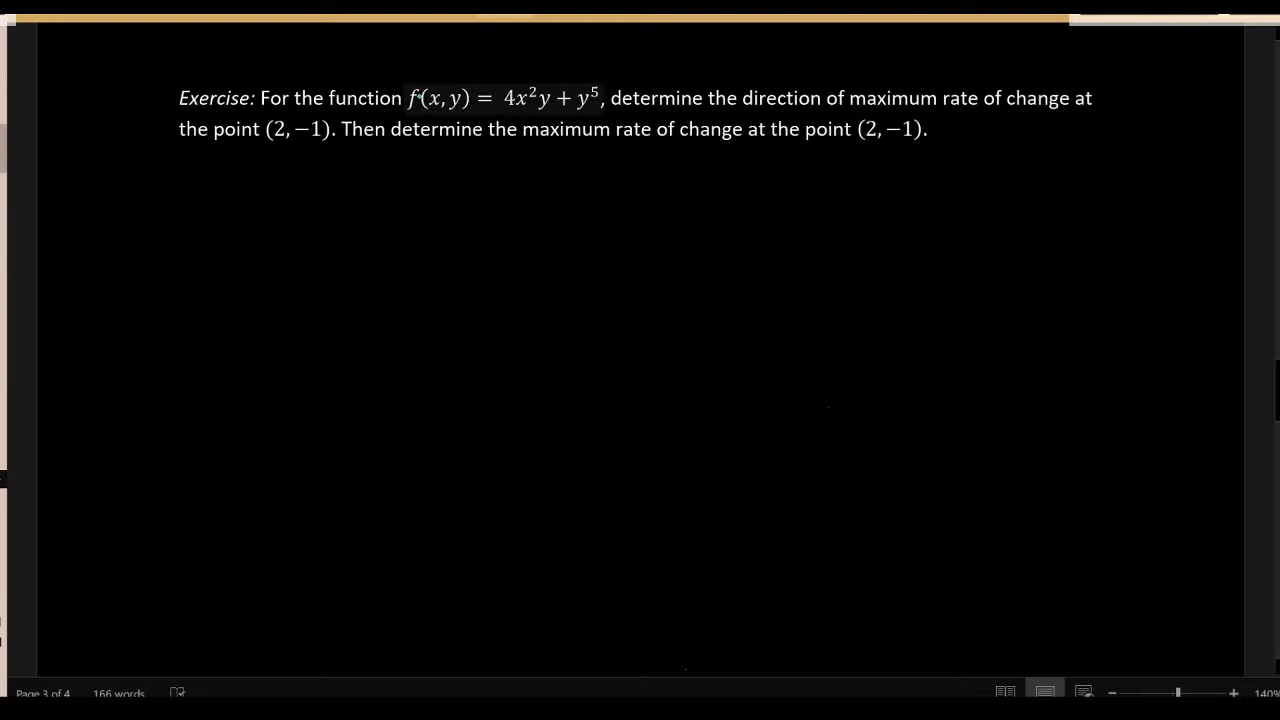 Exercise: For the function f(x, y) = 4x²y + y⁵, determine the direction of maximum rate of change at
the point (2, −1). Then determine the maximum rate of change at the point (2, −1).
Page 3 of 4 166 words 140%